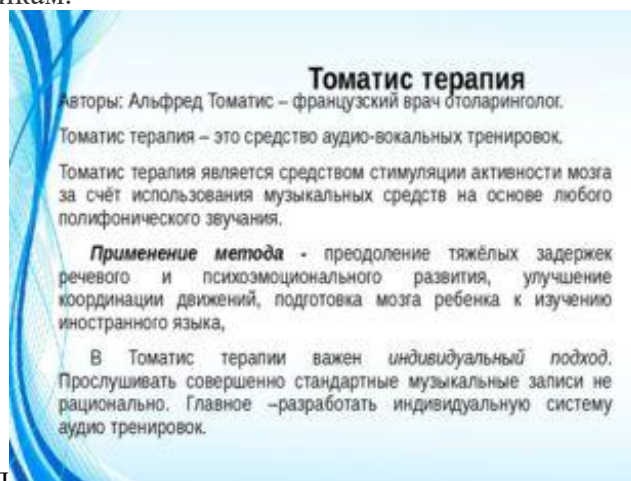 Томатис терапия
Авторы: Альфред Томатис – французский врач отоларинголог.
Томатис терапия – это средство аудио-вокальных тренировок.
Томатис терапия является средством стимуляции активности мозга
за счёт использования музыкальных средств на основе любого
полифонического звучания.
Применение метода - преодоление тяжёлых задержек
речевого и психоэмоционального развития, улучшение
координации движений, подготовка мозга ребенка к изучению
иностранного языка,
В Томатис терапии важен индивидуальный подход.
Прослушивать совершенно стандартные музыкальные записи не
рационально. Главное –разработать индивидуальную систему
аудио тренировок.